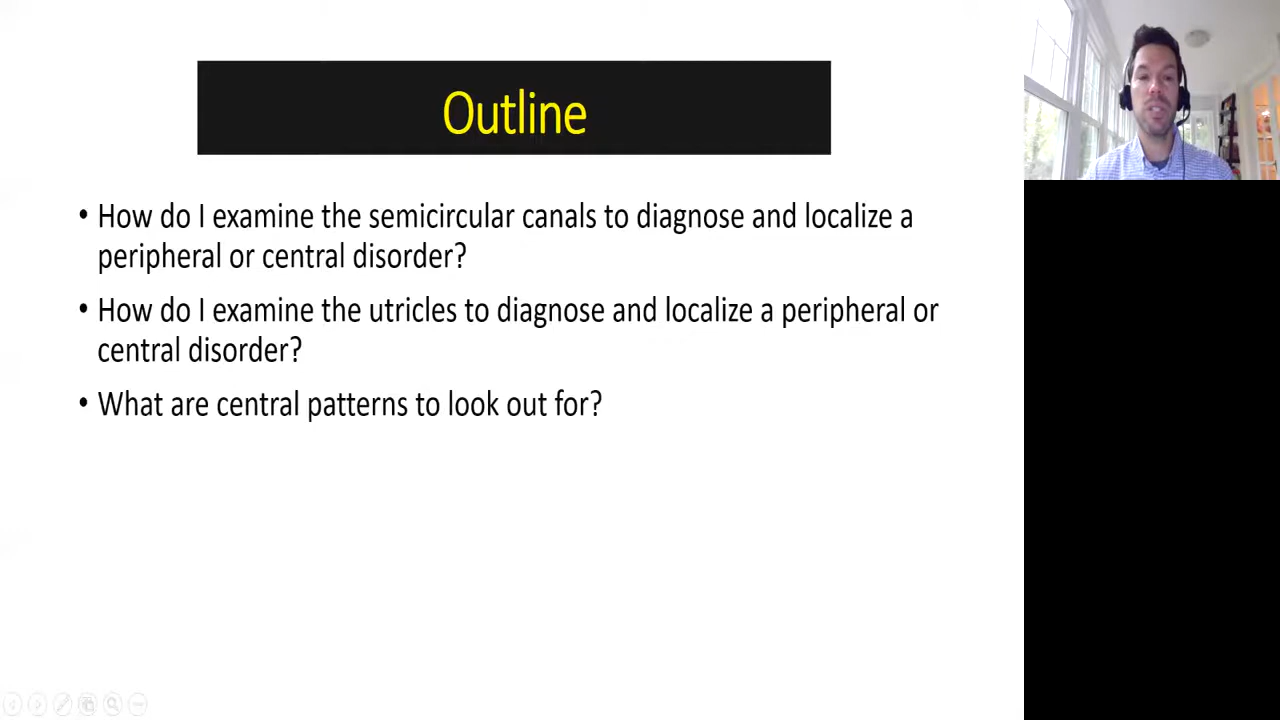 Outline
• How do I examine the semicircular canals to diagnose and localize a
peripheral or central disorder?
• How do I examine the utricles to diagnose and localize a peripheral or
central disorder?
• What are central patterns to look out for?